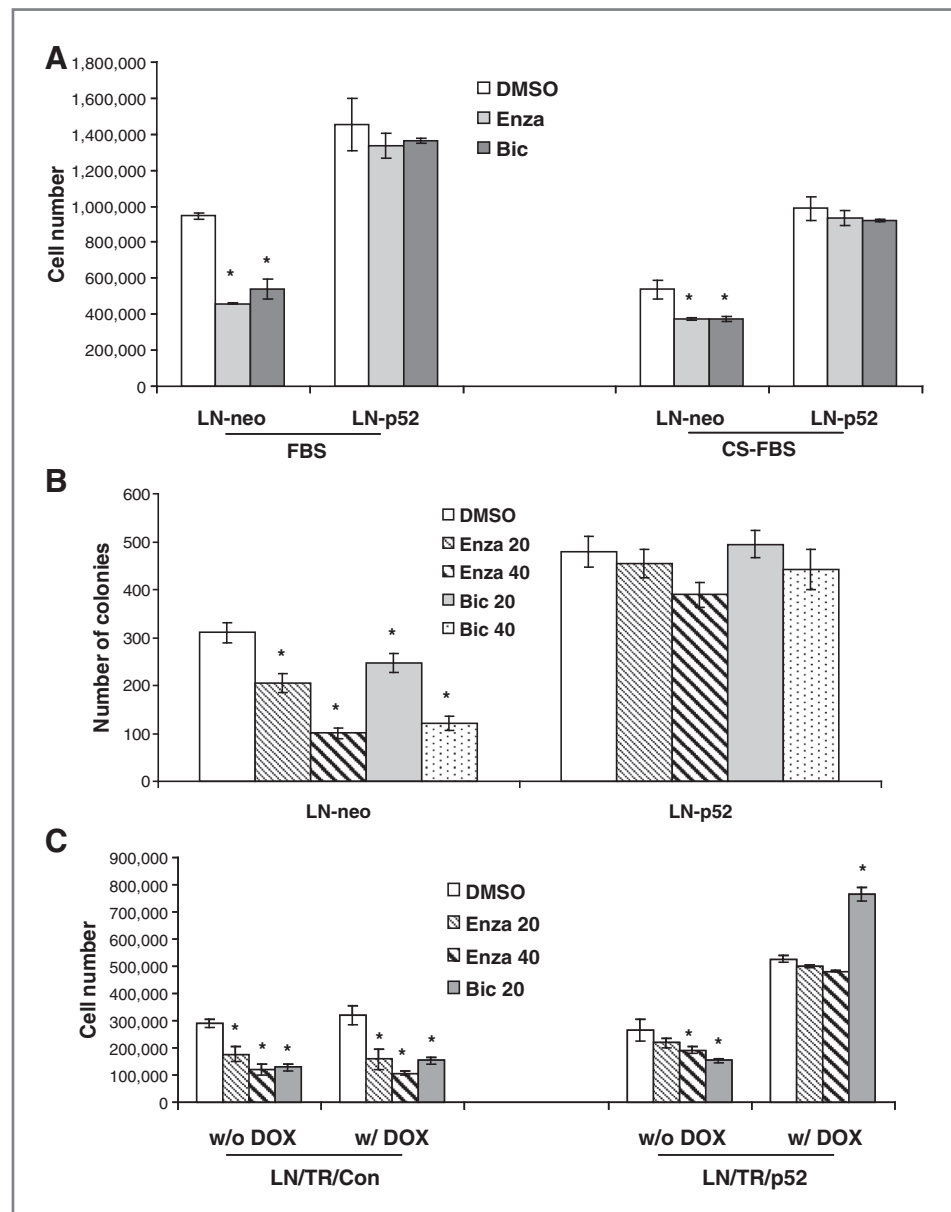 A
1,800,000
1,600,000
1,400,000
1,200,000
1,000,000
800,000
600,000
400,000
200,000
0
Cell number
DMSO
Enza
Bic
* *
* *
LN-neo LN-p52 LN-neo LN-p52
FBS CS-FBS
B
600
500
400
300
200
100
0
Number of colonies
DMSO
Enza 20
Enza 40
Bic 20
Bic 40
* * * *
LN-neo LN-p52
C
900,000
800,000
700,000
600,000
500,000
400,000
300,000
200,000
100,000
0
Cell number
DMSO
Enza 20
Enza 40
Bic 20
* * *
* * *
* *
*
w/o DOX w/ DOX w/o DOX w/ DOX
LN/TR/Con LN/TR/p52